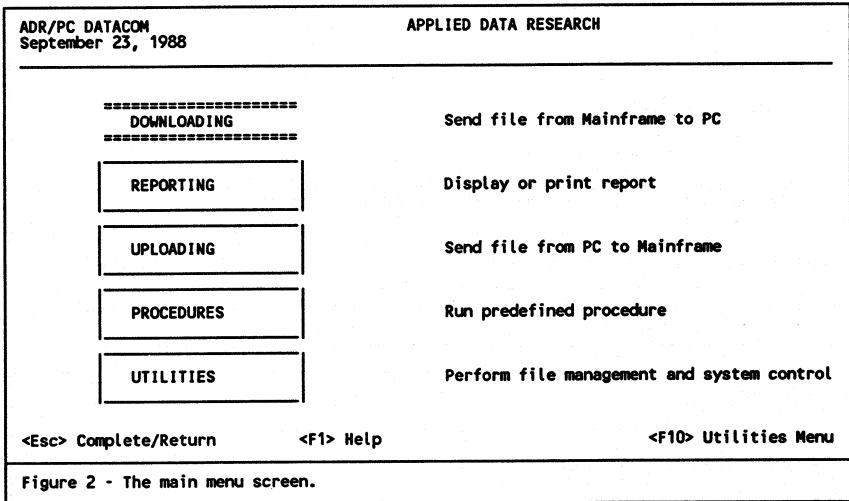 ADR/PC DATACOM APPLIED DATA RESEARCH
September 23, 1988
======================
DOWNLOADING Send file from Mainframe to PC
======================
REPORTING Display or print report
UPLOADING Send file from PC to Mainframe
PROCEDURES Run predefined procedure
UTILITIES Perform file management and system control
<Esc> Complete/Return <F1> Help <F10> Utilities Menu
Figure 2 - The main menu screen.